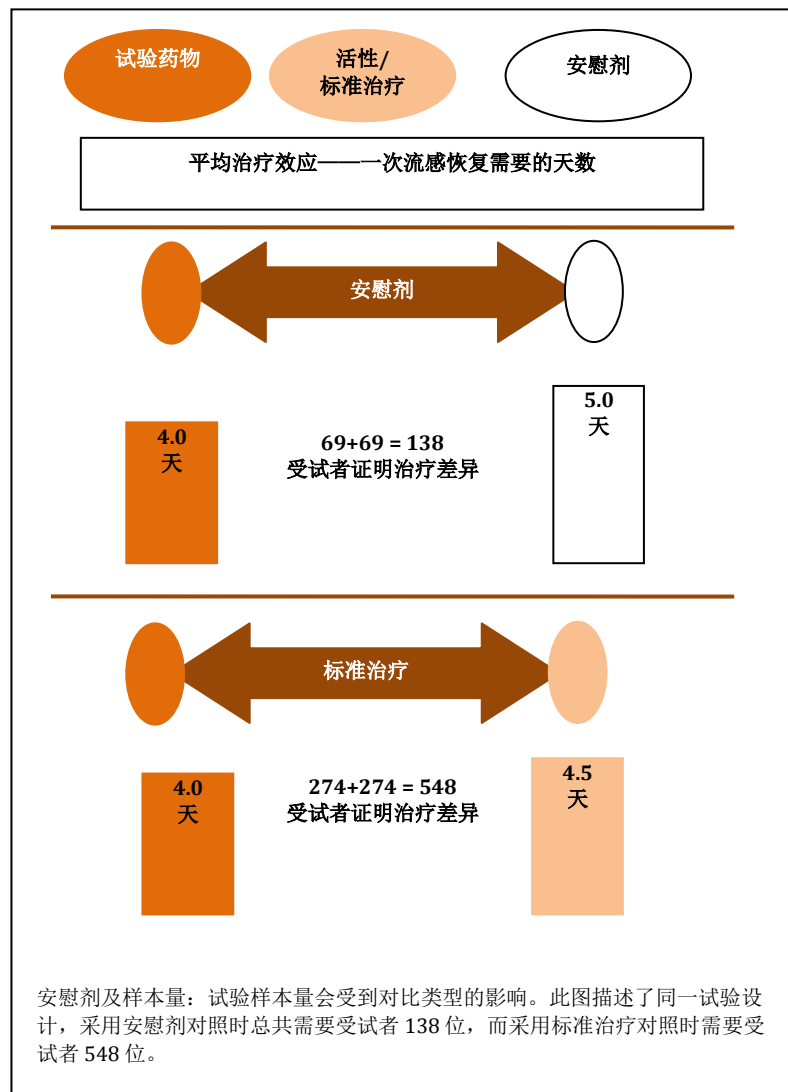 试验药物
活性/
标准治疗
安慰剂
平均治疗效应——一次流感恢复需要的天数
安慰剂
4.0
天
69+69 = 138
受试者证明治疗差异
5.0
天
标准治疗
4.0
天
274+274 = 548
受试者证明治疗差异
4.5
天
安慰剂及样本量：试验样本量会受到对比类型的影响。此图描述了同一试验设
计，采用安慰剂对照时总共需要受试者 138 位，而采用标准治疗对照时需要受
试者 548 位。